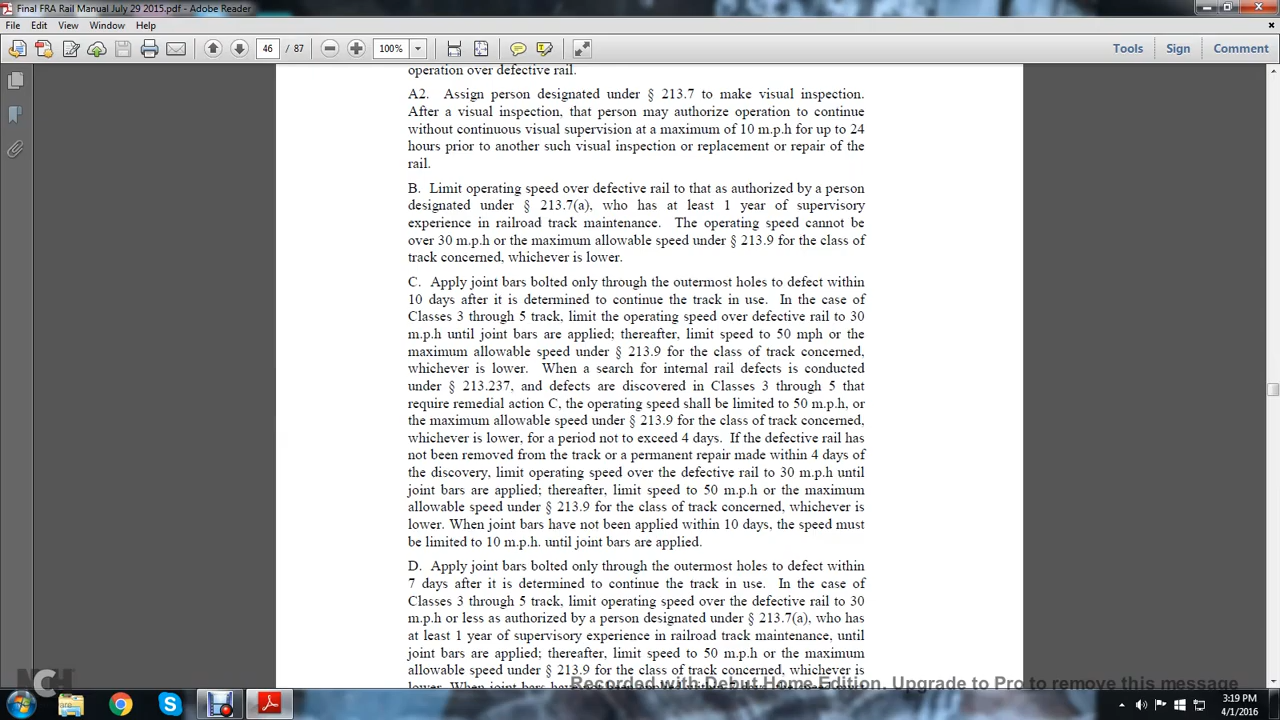 Final FRA Rail Manual July 29 2015.pdf - Adobe Reader
File Edit View Window Help
46 / 87 100% Tools Sign Comment
operation over defective rail.
A2. Assign person designated under § 213.7 to make visual inspection.
After a visual inspection, that person may authorize operation to continue
without continuous visual supervision at a maximum of 10 m.p.h for up to 24
hours prior to another such visual inspection or replacement or repair of the
rail.
B. Limit operating speed over defective rail to that as authorized by a person
designated under § 213.7(a), who has at least 1 year of supervisory
experience in railroad track maintenance. The operating speed cannot be
over 30 m.p.h or the maximum allowable speed under § 213.9 for the class of
track concerned, whichever is lower.
C. Apply joint bars bolted only through the outermost holes to defect within
10 days after it is determined to continue the track in use. In the case of
Classes 3 through 5 track, limit the operating speed over defective rail to 30
m.p.h until joint bars are applied; thereafter, limit speed to 50 mph or the
maximum allowable speed under § 213.9 for the class of track concerned,
whichever is lower. When a search for internal rail defects is conducted
under § 213.237, and defects are discovered in Classes 3 through 5 that
require remedial action C, the operating speed shall be limited to 50 m.p.h, or
the maximum allowable speed under § 213.9 for the class of track concerned,
whichever is lower, for a period not to exceed 4 days. If the defective rail has
not been removed from the track or a permanent repair made within 4 days of
the discovery, limit operating speed over the defective rail to 30 m.p.h until
joint bars are applied; thereafter, limit speed to 50 m.p.h or the maximum
allowable speed under § 213.9 for the class of track concerned, whichever is
lower. When joint bars have not been applied within 10 days, the speed must
be limited to 10 m.p.h. until joint bars are applied.
D. Apply joint bars bolted only through the outermost holes to defect within
7 days after it is determined to continue the track in use. In the case of
Classes 3 through 5 track, limit operating speed over the defective rail to 30
m.p.h or less as authorized by a person designated under § 213.7(a), who has
at least 1 year of supervisory experience in railroad track maintenance, until
joint bars are applied; thereafter, limit speed to 50 m.p.h or the maximum
allowable speed under § 213.9 for the class of track concerned, whichever is
lower. When joint bars
NCH
Recorded with Debut Home Edition. Upgrade to Pro to remove this message
3:19 PM
4/1/2016